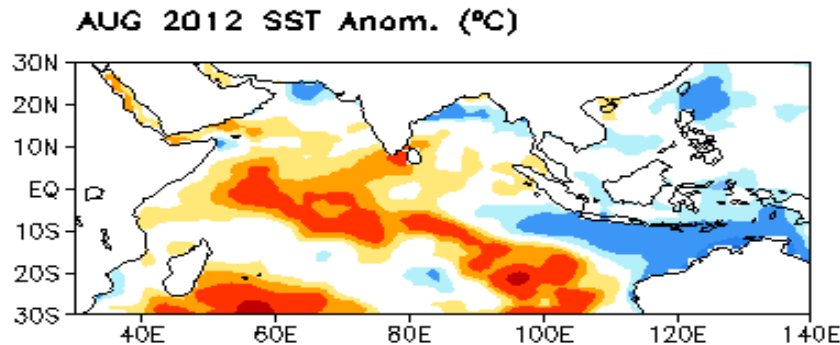 AUG 2012 SST Anom. (ºC)
30N
20N
10N
EQ
10S
20S
30S
40E 60E 80E 100E 120E 140E